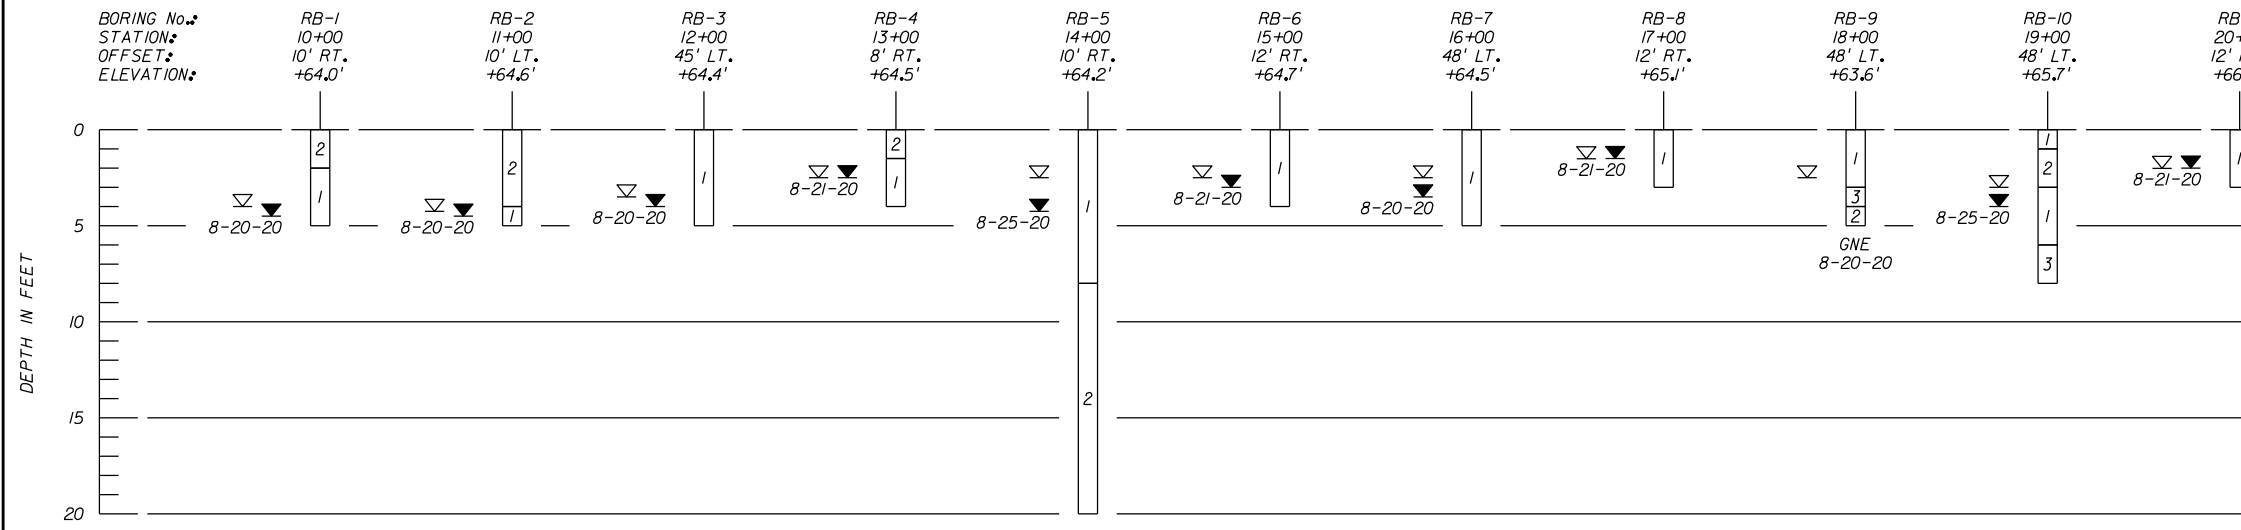 BORING No.: RB-1 RB-2 RB-3 RB-4 RB-5 RB-6 RB-7 RB-8 RB-9 RB-10 RB
STATION: 10+00 11+00 12+00 13+00 14+00 15+00 16+00 17+00 18+00 19+00 20+
OFFSET: 10' RT. 10' LT. 45' LT. 8' RT. 10' RT. 12' RT. 48' LT. 12' RT. 48' LT. 48' LT. 12'
ELEVATION: +64.0' +64.6' +64.4' +64.5' +64.2' +64.7' +64.5' +65.1' +63.6' +65.7' +66
0
2 2 1 2 1 1 1 1 1 1 3 2 1 2 1 3 1
1 1 1 2
8-20-20 8-20-20 8-20-20 8-21-20 8-25-20 8-21-20 8-20-20 8-21-20 8-25-20 8-21-20
5
GNE
8-20-20
DEPTH IN FEET
10
15
20